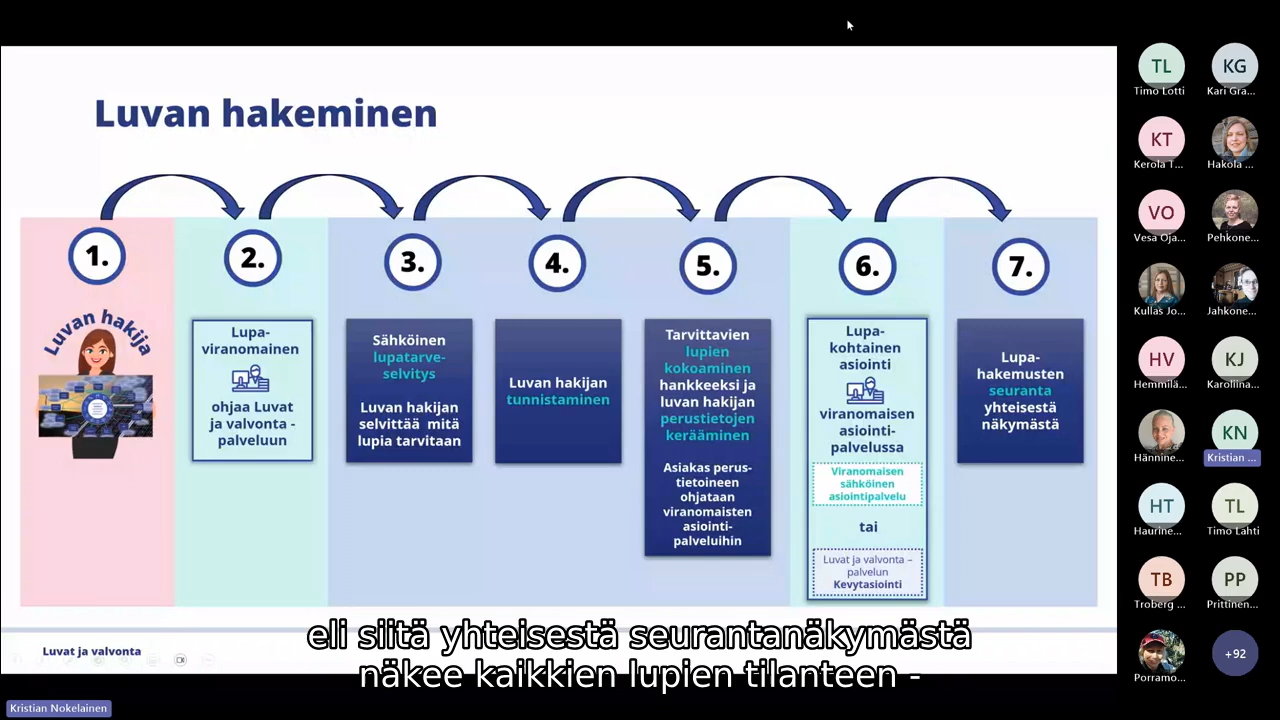 Luvan hakeminen
1.
2.
3.
4.
5.
6.
7.
Luvan hakija
Lupa-
viranomainen
ohjaa Luvat
ja valvonta -
palveluun
Sähköinen
lupatarve-
selvitys
Luvan hakijan
selvittää mitä
lupia tarvitaan
Luvan hakijan
tunnistaminen
Tarvittavien
lupien
kokoaminen
hankkeeksi ja
luvan hakijan
perustietojen
kerääminen
Asiakas perus-
tietoineen
ohjataan
viranomaisten
asiointi-
palveluihin
Lupa-
kohtainen
asiointi
viranomaisen
asiointi-
palvelussa
Viranomaisen
sähköinen
asiointipalvelu
tai
Luvat ja valvonta –
palvelun
Kevytasiointi
Lupa-
hakemusten
seuranta
yhteisestä
näkymästä
Luvat ja valvonta
eli siitä yhteisestä seurantanäkymästä
näkee kaikkien lupien tilanteen -
Kristian Nokelainen
TL
Timo Lotti
KG
Kari Gra...
KT
Kerola T...
Hakola ...
VO
Vesa Oja...
Pehkone...
Kullas Jo...
Jahkone...
HV
Hemmilä...
KJ
Karoliina...
Hännine...
KN
Kristian ...
HT
Haurine...
TL
Timo Lahti
TB
Troberg ...
PP
Prittinen...
Porramo...
+92